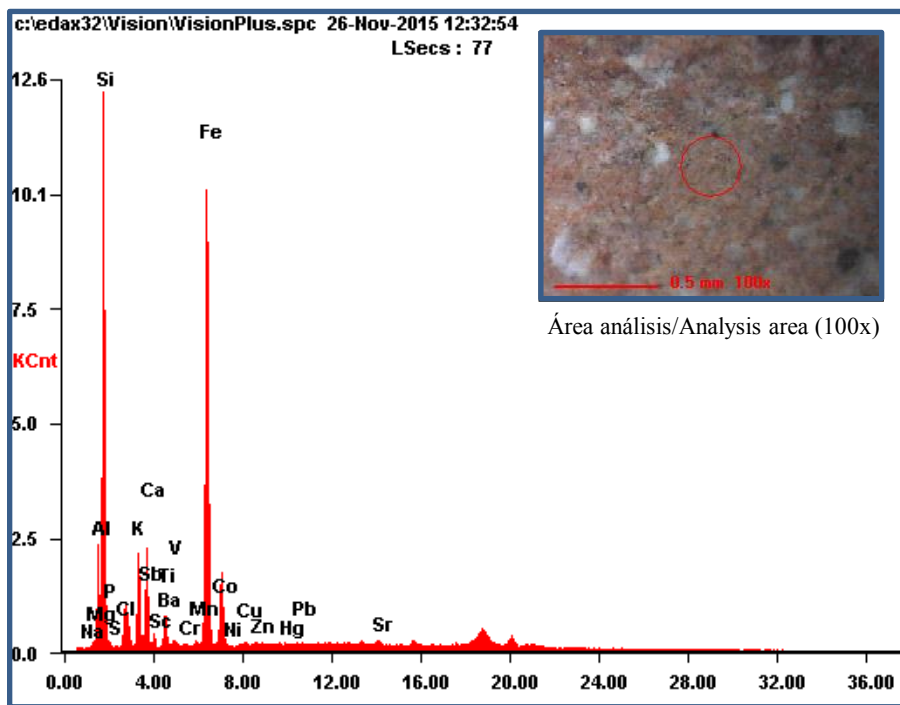 c:\edax32\Vision\VisionPlus.spc 26-Nov-2015 12:32:54
LSecs : 77
12.6
10.1
7.5
KCnt
5.0
2.5
0.0
Si
Fe
Ca
Al
K
V
Sb
Ti
P
Mg
Cl
Ba
Mn
Co
Cu
Pb
Na
S
Sc
Cr
Ni
Zn
Hg
Sr
0.00 4.00 8.00 12.00 16.00 20.00 24.00 28.00 32.00 36.00
0.5 mm 100x
Área análisis/Analysis area (100x)